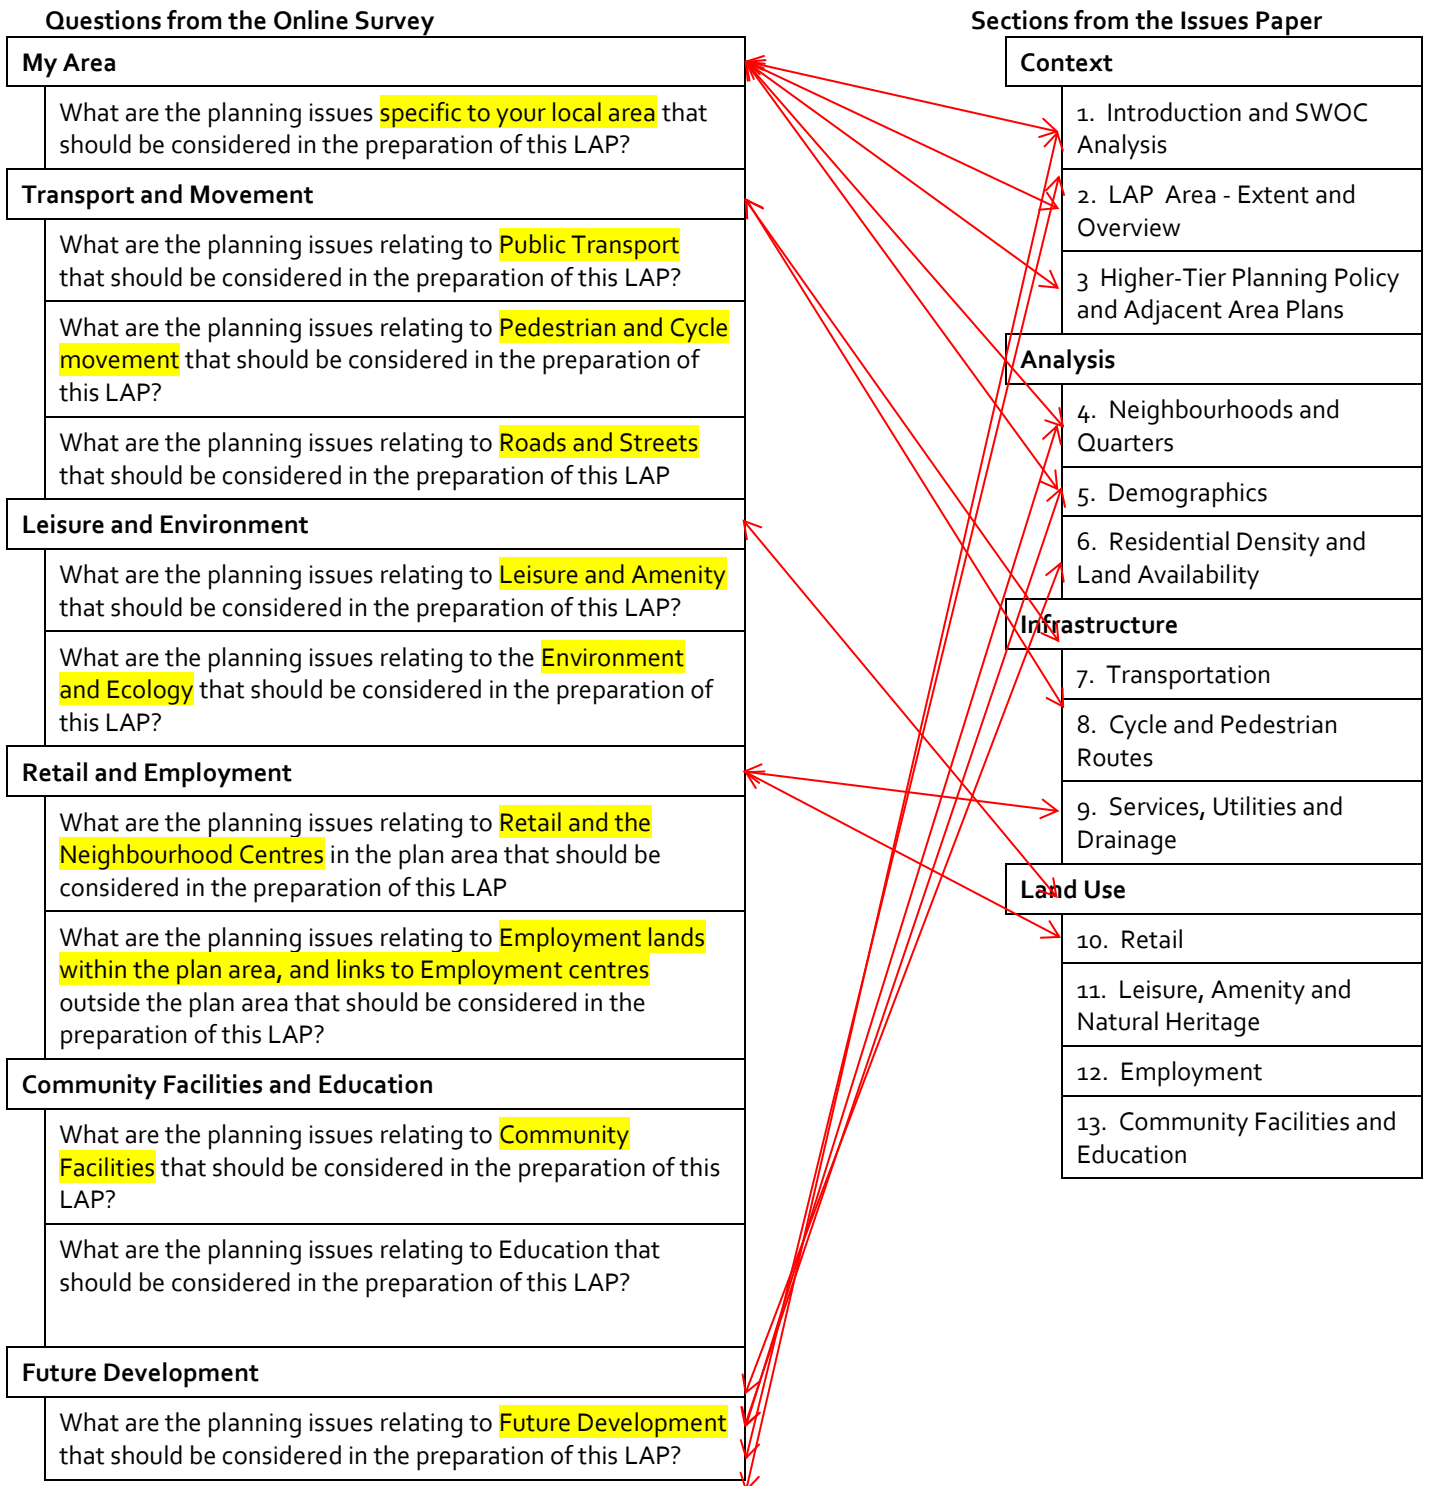 Questions from the Online Survey
My Area
What are the planning issues specific to your local area that
should be considered in the preparation of this LAP?
Transport and Movement
What are the planning issues relating to Public Transport
that should be considered in the preparation of this LAP?
What are the planning issues relating to Pedestrian and Cycle
movement that should be considered in the preparation of
this LAP?
What are the planning issues relating to Roads and Streets
that should be considered in the preparation of this LAP
Leisure and Environment
What are the planning issues relating to Leisure and Amenity
that should be considered in the preparation of this LAP?
What are the planning issues relating to the Environment
and Ecology that should be considered in the preparation of
this LAP?
Retail and Employment
What are the planning issues relating to Retail and the
Neighbourhood Centres in the plan area that should be
considered in the preparation of this LAP
What are the planning issues relating to Employment lands
within the plan area, and links to Employment centres
outside the plan area that should be considered in the
preparation of this LAP?
Community Facilities and Education
What are the planning issues relating to Community
Facilities that should be considered in the preparation of this
LAP?
What are the planning issues relating to Education that
should be considered in the preparation of this LAP?
Future Development
What are the planning issues relating to Future Development
that should be considered in the preparation of this LAP?
Sections from the Issues Paper
Context
1. Introduction and SWOC
Analysis
2. LAP Area - Extent and
Overview
3 Higher-Tier Planning Policy
and Adjacent Area Plans
Analysis
4. Neighbourhoods and
Quarters
5. Demographics
6. Residential Density and
Land Availability
Infrastructure
7. Transportation
8. Cycle and Pedestrian
Routes
9. Services, Utilities and
Drainage
Land Use
10. Retail
11. Leisure, Amenity and
Natural Heritage
12. Employment
13. Community Facilities and
Education